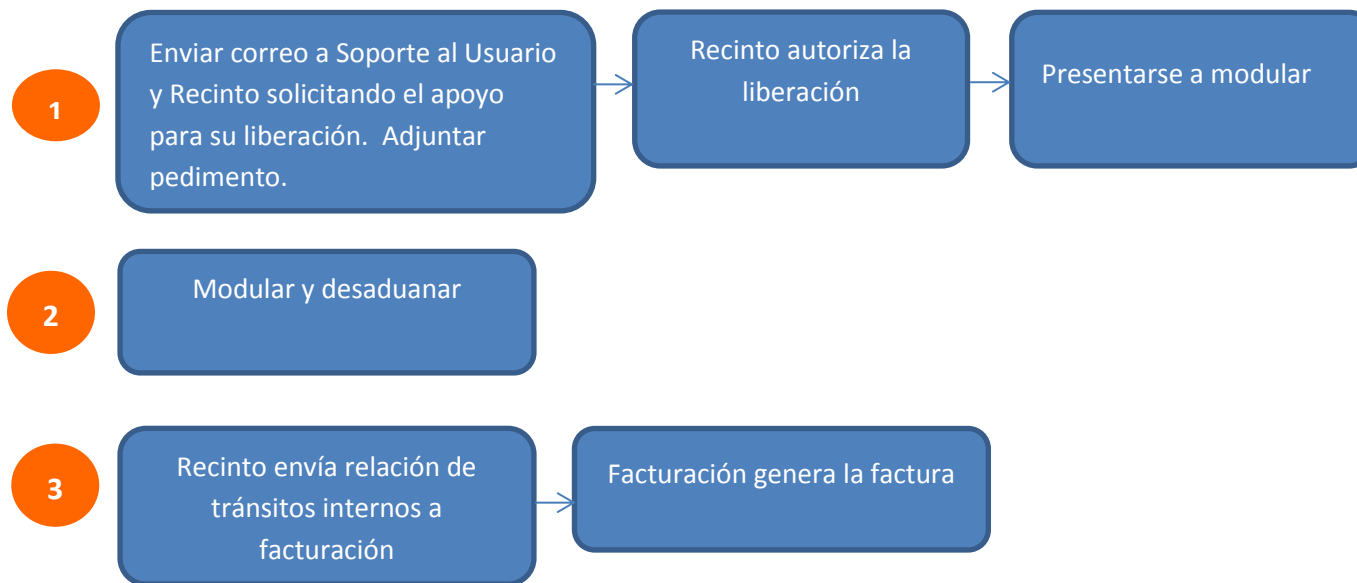 1
Enviar correo a Soporte al Usuario
y Recinto solicitando el apoyo
para su liberación. Adjuntar
pedimento.
Recinto autoriza la
liberación
Presentarse a modular
2
Modular y desaduanar
3
Recinto envía relación de
tránsitos internos a
facturación
Facturación genera la factura